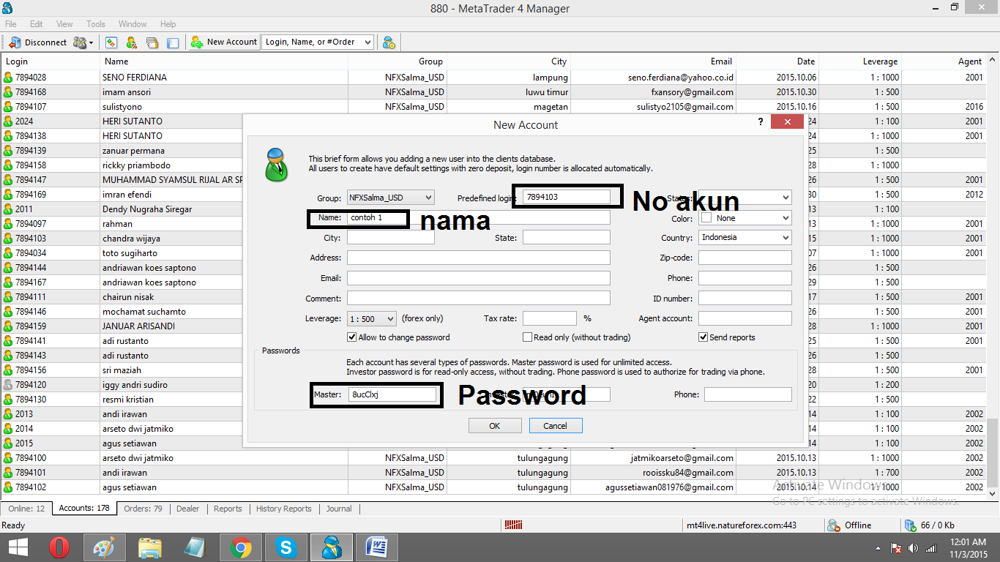 880 - MetaTrader 4 Manager
File Edit View Tools Window Help
Disconnect New Account Login, Name, or #Order
Login Name Group City Email Date Leverage Agent
7894028 SENO FERDIANA NFXSalma_USD lampung seno.ferdiana@yahoo.co.id 2015.10.06 1 : 1000 2001
7894168 imam ansori NFXSalma_USD luwu timur fxansory@gmail.com 2015.10.30 1 : 500
7894107 sulistyono NFXSalma_USD magetan sulistyo2105@gmail.com 2015.10.16 1 : 500 2016
2024 HERI SUTANTO 24 1 : 100 2001
7894138 HERI SUTANTO 24 1 : 1000 2001
7894139 zanuar permana 25 1 : 500
7894158 rickky priambodo 28 1 : 1000
7894147 MUHAMMAD SYAMSUL RIJAL AR SF 26 1 : 500 2001
7894169 imran efendi 30 1 : 500 2012
2011 Dendy Nugraha Siregar 26 1 : 100
7894097 rahman 13 1 : 1000 2001
7894103 chandra wijaya 15 1 : 1000 2001
7894034 toto sugiharto 07 1 : 1000 2001
7894144 andriawan koes saptono 26 1 : 500
7894167 andriawan koes saptono 29 1 : 500
7894111 chairun nisak 17 1 : 500 2001
7894146 mochamat suchamto 26 1 : 500 2001
7894159 JANUAR ARISANDI 28 1 : 1000 2001
7894141 adi rustanto 25 1 : 500 2001
7894143 adi rustanto 26 1 : 500
7894156 sri maziah 28 1 : 500 2001
7894120 iggy andri sudiro 20 1 : 200
7894130 resmi kristian 22 1 : 500
2013 andi irawan 14 1 : 100 2002
2014 arseto dwi jatmiko 14 1 : 100 2002
2015 agus setiawan 14 1 : 100 2002
7894100 arseto dwi jatmiko NFXSalma_USD tulungagung jatmikoarseto@gmail.com 2015.10.13 1 : 1000 2002
7894101 andi irawan NFXSalma_USD tulungagung rooissku84@gmail.com 2015.10.13 1 : 700 2002
7894102 agus setiawan NFXSalma_USD tulungagung agussetiawan081976@gmail.com 2015.10.13 1 : 1000 2002
New Account ?
This brief form allows you adding a new user into the clients database.
All users to create have default settings with zero deposit, login number is allocated automatically.
Group: NFXSalma_USD Predefined login: 7894103 No akun Status:
Name: contoh 1 nama Color: None
City: State: Country: Indonesia
Address: Zip-code:
Email: Phone:
Comment: ID number:
Leverage: 1 : 500 (forex only) Tax rate: % Agent account:
Allow to change password Read only (without trading) Send reports
Passwords
Each account has several types of passwords. Master password is used for unlimited access.
Investor password is for read-only access, without trading. Phone password is used to authorize for trading via phone.
Master: 8ucClxj Password Phone:
OK Cancel
Activate Windows
Go to PC settings to activate Windows.
Online: 12 Accounts: 178 Orders: 79 Dealer Reports History Reports Journal
Ready mt4live.natureforex.com:443 Offline 66 / 0 Kb
12:01 AM
11/3/2015